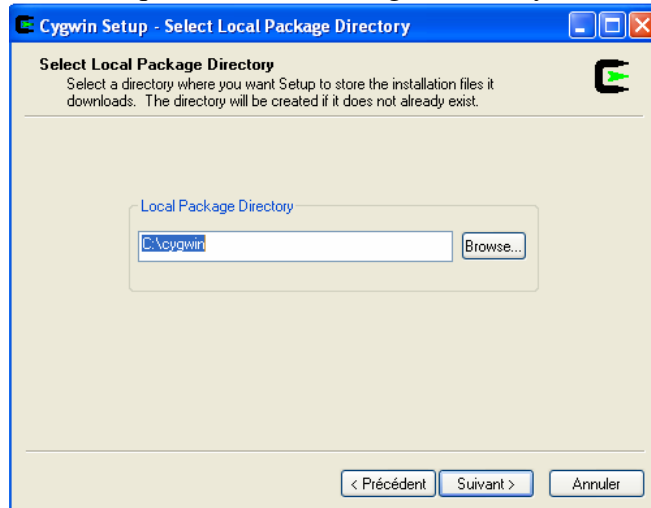 Cygwin Setup - Select Local Package Directory
Select Local Package Directory
Select a directory where you want Setup to store the installation files it
downloads. The directory will be created if it does not already exist.
Local Package Directory
C:\cygwin
Browse...
< Précédent
Suivant >
Annuler